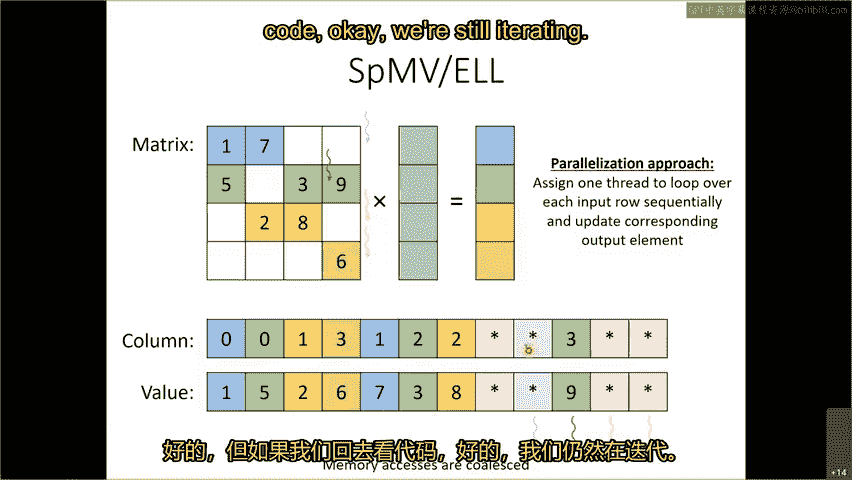 code, okay, we're still iterating.
SpMV/ELL
Matrix:
1 7
5 3 9
2 8
6
× =
Parallelization approach:
Assign one thread to loop over
each input row sequentially
and update corresponding
output element
Column: 0 0 1 3 1 2 2 * * 3 * *
Value: 1 5 2 6 7 3 8 * * 9 * *
好的，但如果我们回去看代码，好的，我们仍然在迭代。
Memory accesses are coalesced
+14